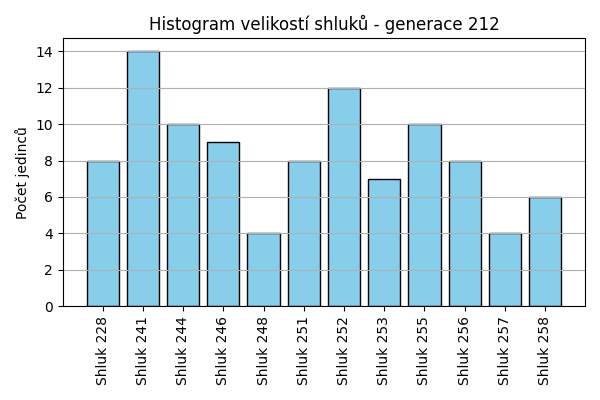 Histogram velikostí shluků - generace 212
Počet jedinců
14
12
10
8
6
4
2
0
Shluk 228
Shluk 241
Shluk 244
Shluk 246
Shluk 248
Shluk 251
Shluk 252
Shluk 253
Shluk 255
Shluk 256
Shluk 257
Shluk 258